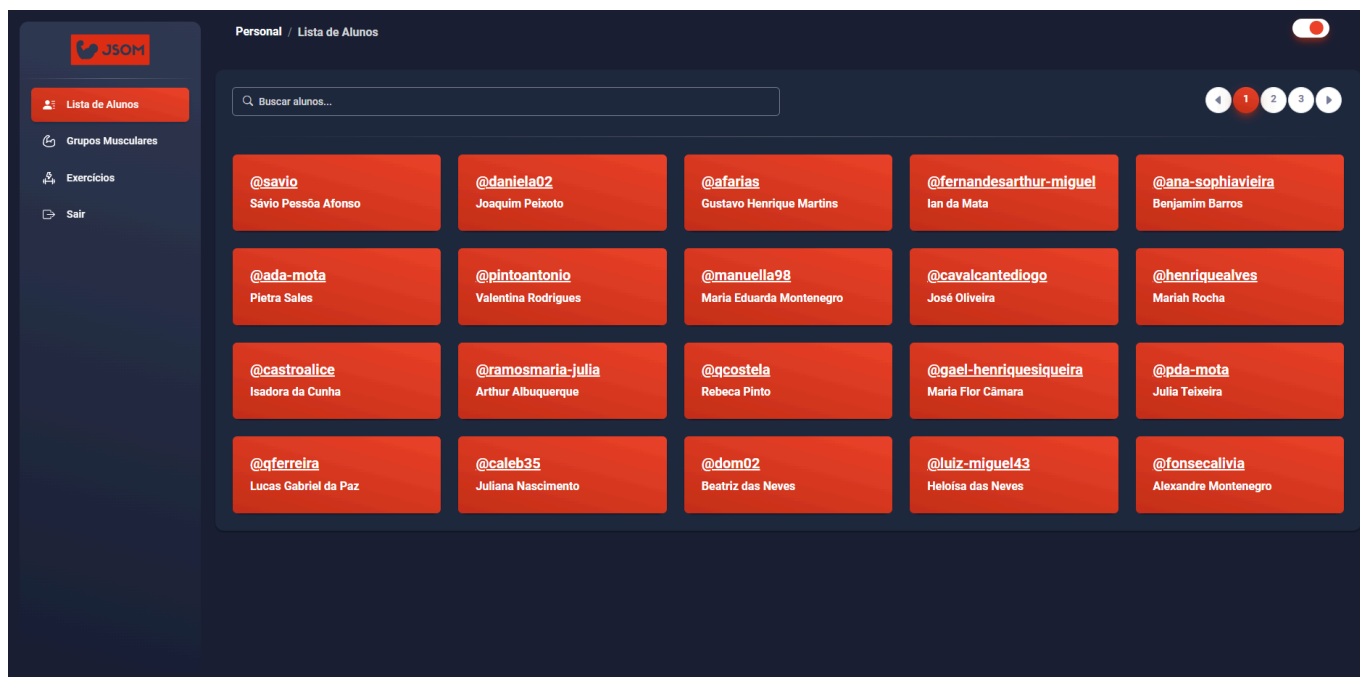 JSOM
Personal / Lista de Alunos
Lista de Alunos
Grupos Musculares
Exercícios
Sair
Buscar alunos...
1 2 3
@savio
Sávio Pessôa Afonso
@daniela02
Joaquim Peixoto
@afarias
Gustavo Henrique Martins
@fernandesarthur-miguel
Ian da Mata
@ana-sophiavieira
Benjamim Barros
@ada-mota
Pietra Sales
@pintoantonio
Valentina Rodrigues
@manuella98
Maria Eduarda Montenegro
@cavalcantediogo
José Oliveira
@henriquealves
Mariah Rocha
@castroalice
Isadora da Cunha
@ramosmaria-julia
Arthur Albuquerque
@qcostela
Rebeca Pinto
@gael-henriquesiqueira
Maria Flor Câmara
@pda-mota
Julia Teixeira
@qferreira
Lucas Gabriel da Paz
@caleb35
Juliana Nascimento
@dom02
Beatriz das Neves
@luiz-miguel43
Heloísa das Neves
@fonsecalivia
Alexandre Montenegro